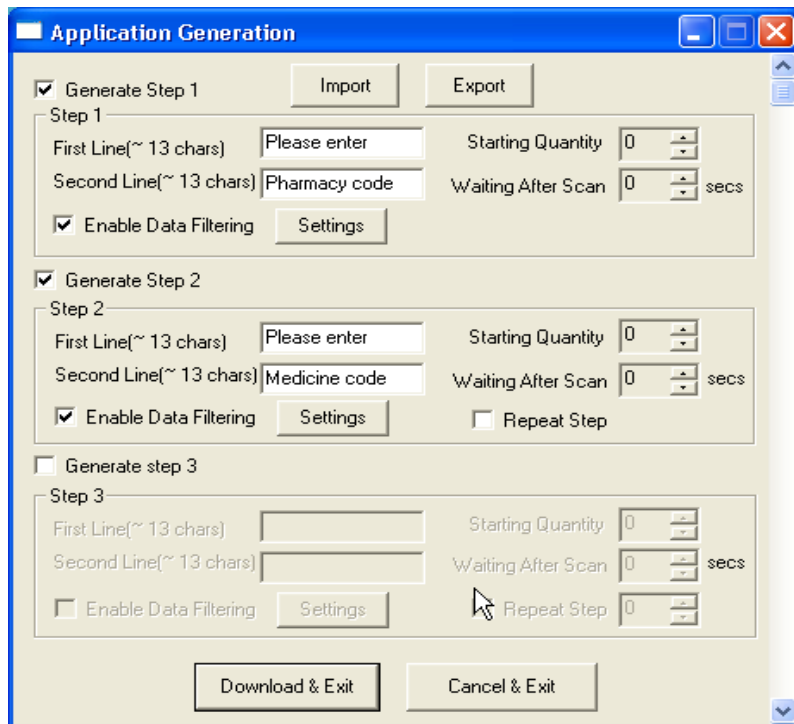 Application Generation
Generate Step 1 Import Export
Step 1
First Line(~ 13 chars) Please enter Starting Quantity 0
Second Line(~ 13 chars) Pharmacy code Waiting After Scan 0 secs
Enable Data Filtering Settings
Generate Step 2
Step 2
First Line(~ 13 chars) Please enter Starting Quantity 0
Second Line(~ 13 chars) Medicine code Waiting After Scan 0 secs
Enable Data Filtering Settings Repeat Step
Generate step 3
Step 3
First Line(~ 13 chars) Starting Quantity 0
Second Line(~ 13 chars) Waiting After Scan 0 secs
Enable Data Filtering Settings Repeat Step 0
Download & Exit Cancel & Exit